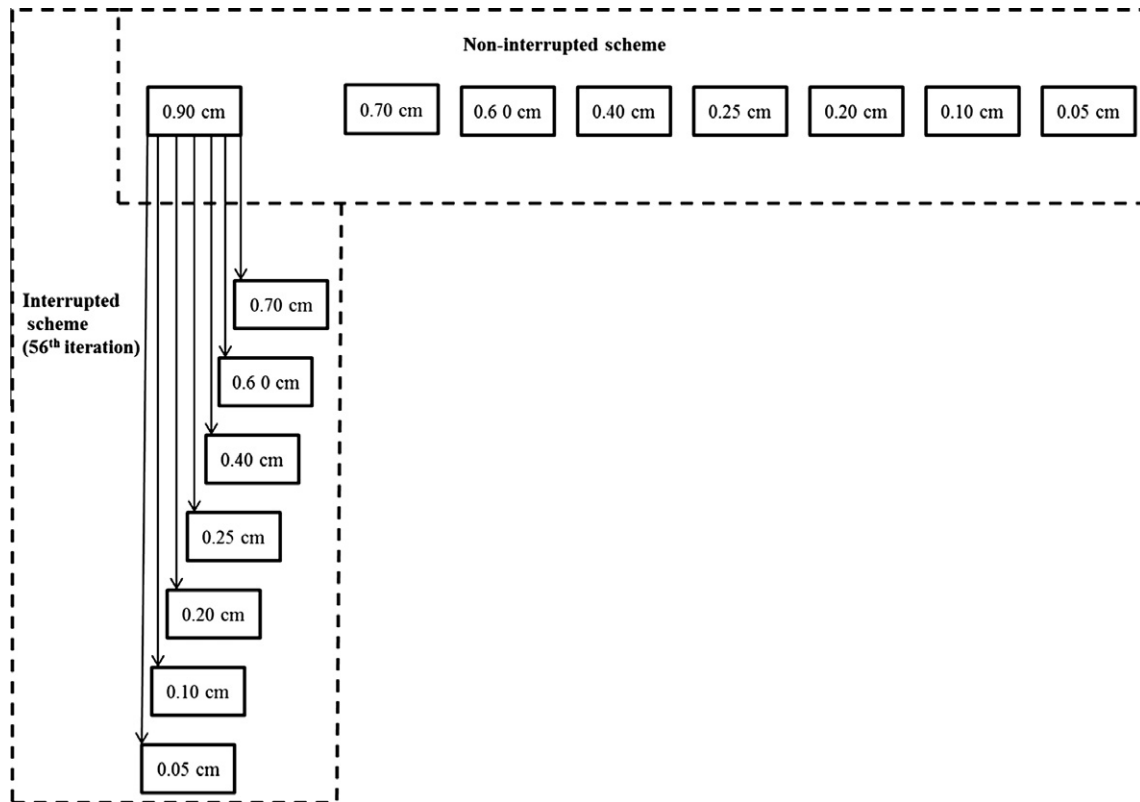 Non-interrupted scheme
0.90 cm
0.70 cm
0.6 0 cm
0.40 cm
0.25 cm
0.20 cm
0.10 cm
0.05 cm
Interrupted
scheme
(56th iteration)
0.70 cm
0.6 0 cm
0.40 cm
0.25 cm
0.20 cm
0.10 cm
0.05 cm